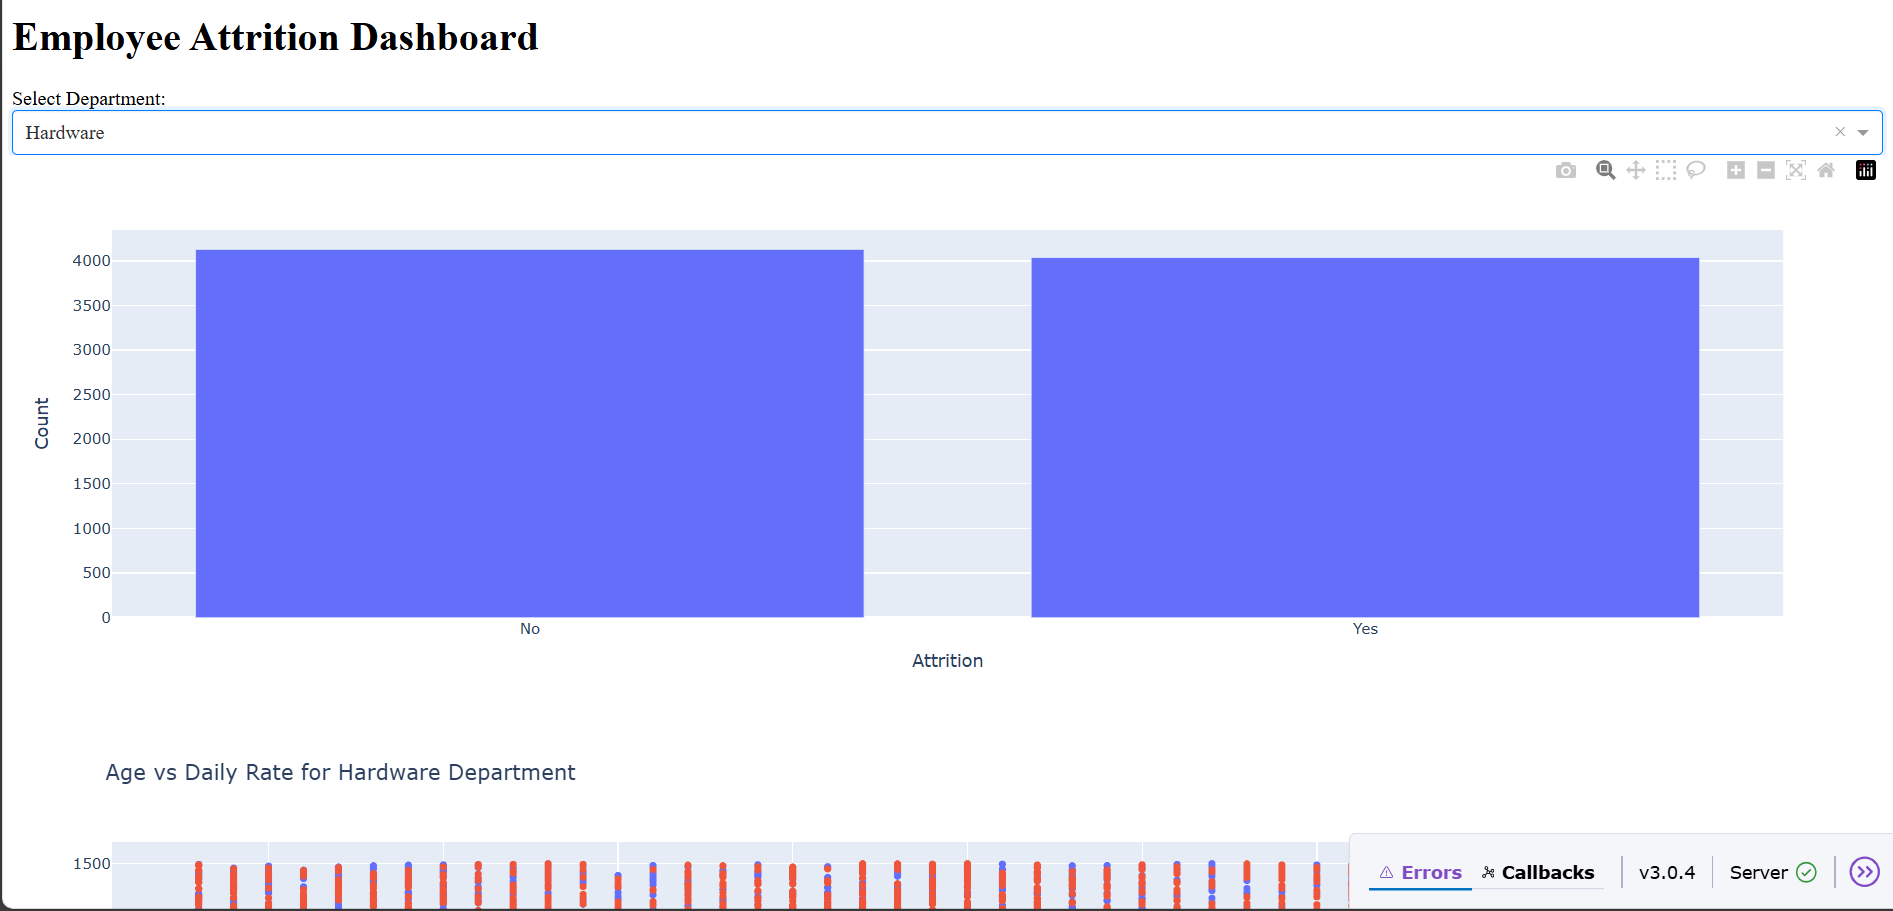 Employee Attrition Dashboard
Select Department:
Hardware
4000
3500
3000
2500
2000
1500
1000
500
0
Count
No
Yes
Attrition
Age vs Daily Rate for Hardware Department
1500
Errors
Callbacks
v3.0.4
Server